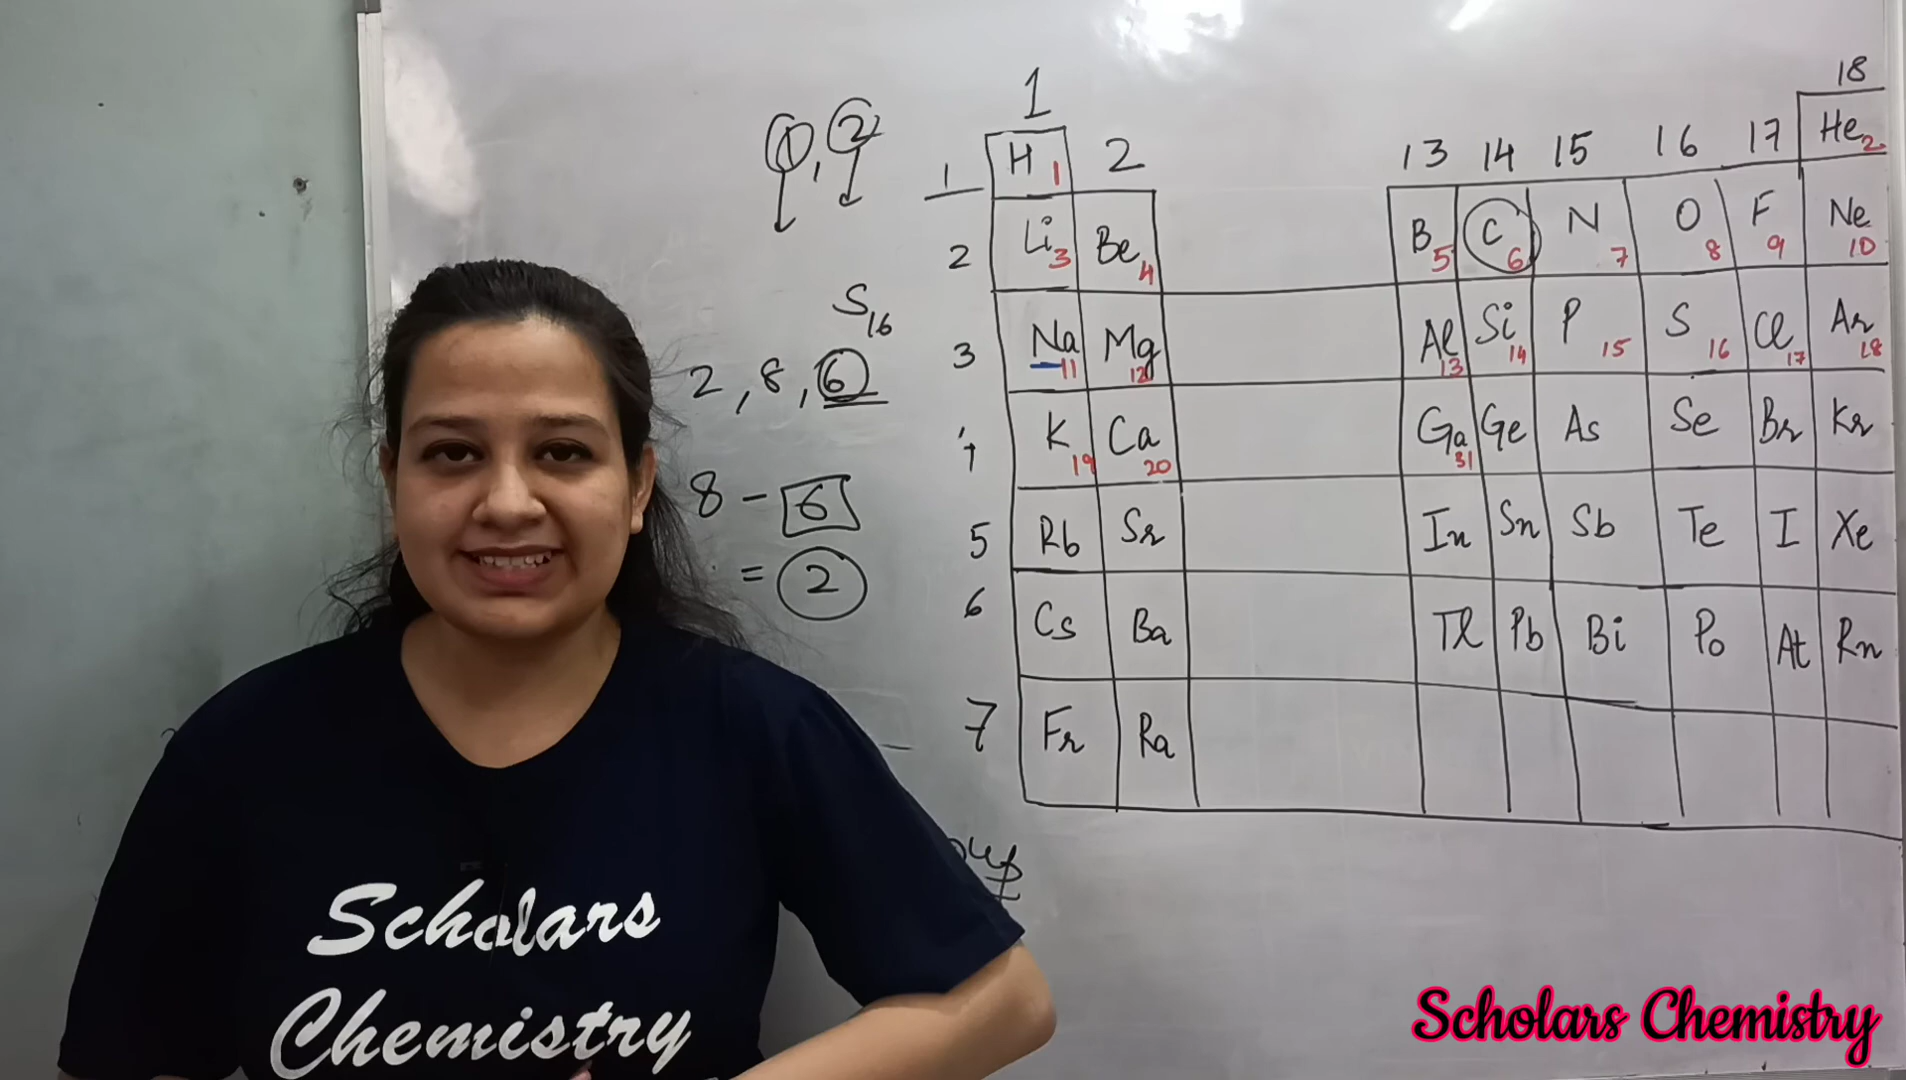 18
1
1, 2
1 H 1 2 13 14 15 16 17 He 2
2 Li 3 Be 4 B 5 C 6 N 7 O 8 F 9 Ne 10
S 16
3 Na 11 Mg 12 Al 13 Si 14 P 15 S 16 Cl 17 Ar 18
2, 8, 6
4 K 19 Ca 20 Ga 31 Ge As Se Br Kr
8 - 6
5 Rb Sr In Sn Sb Te I Xe
= 2
6 Cs Ba Tl Pb Bi Po At Rn
7 Fr Ra
Scholars
Chemistry
Scholars Chemistry